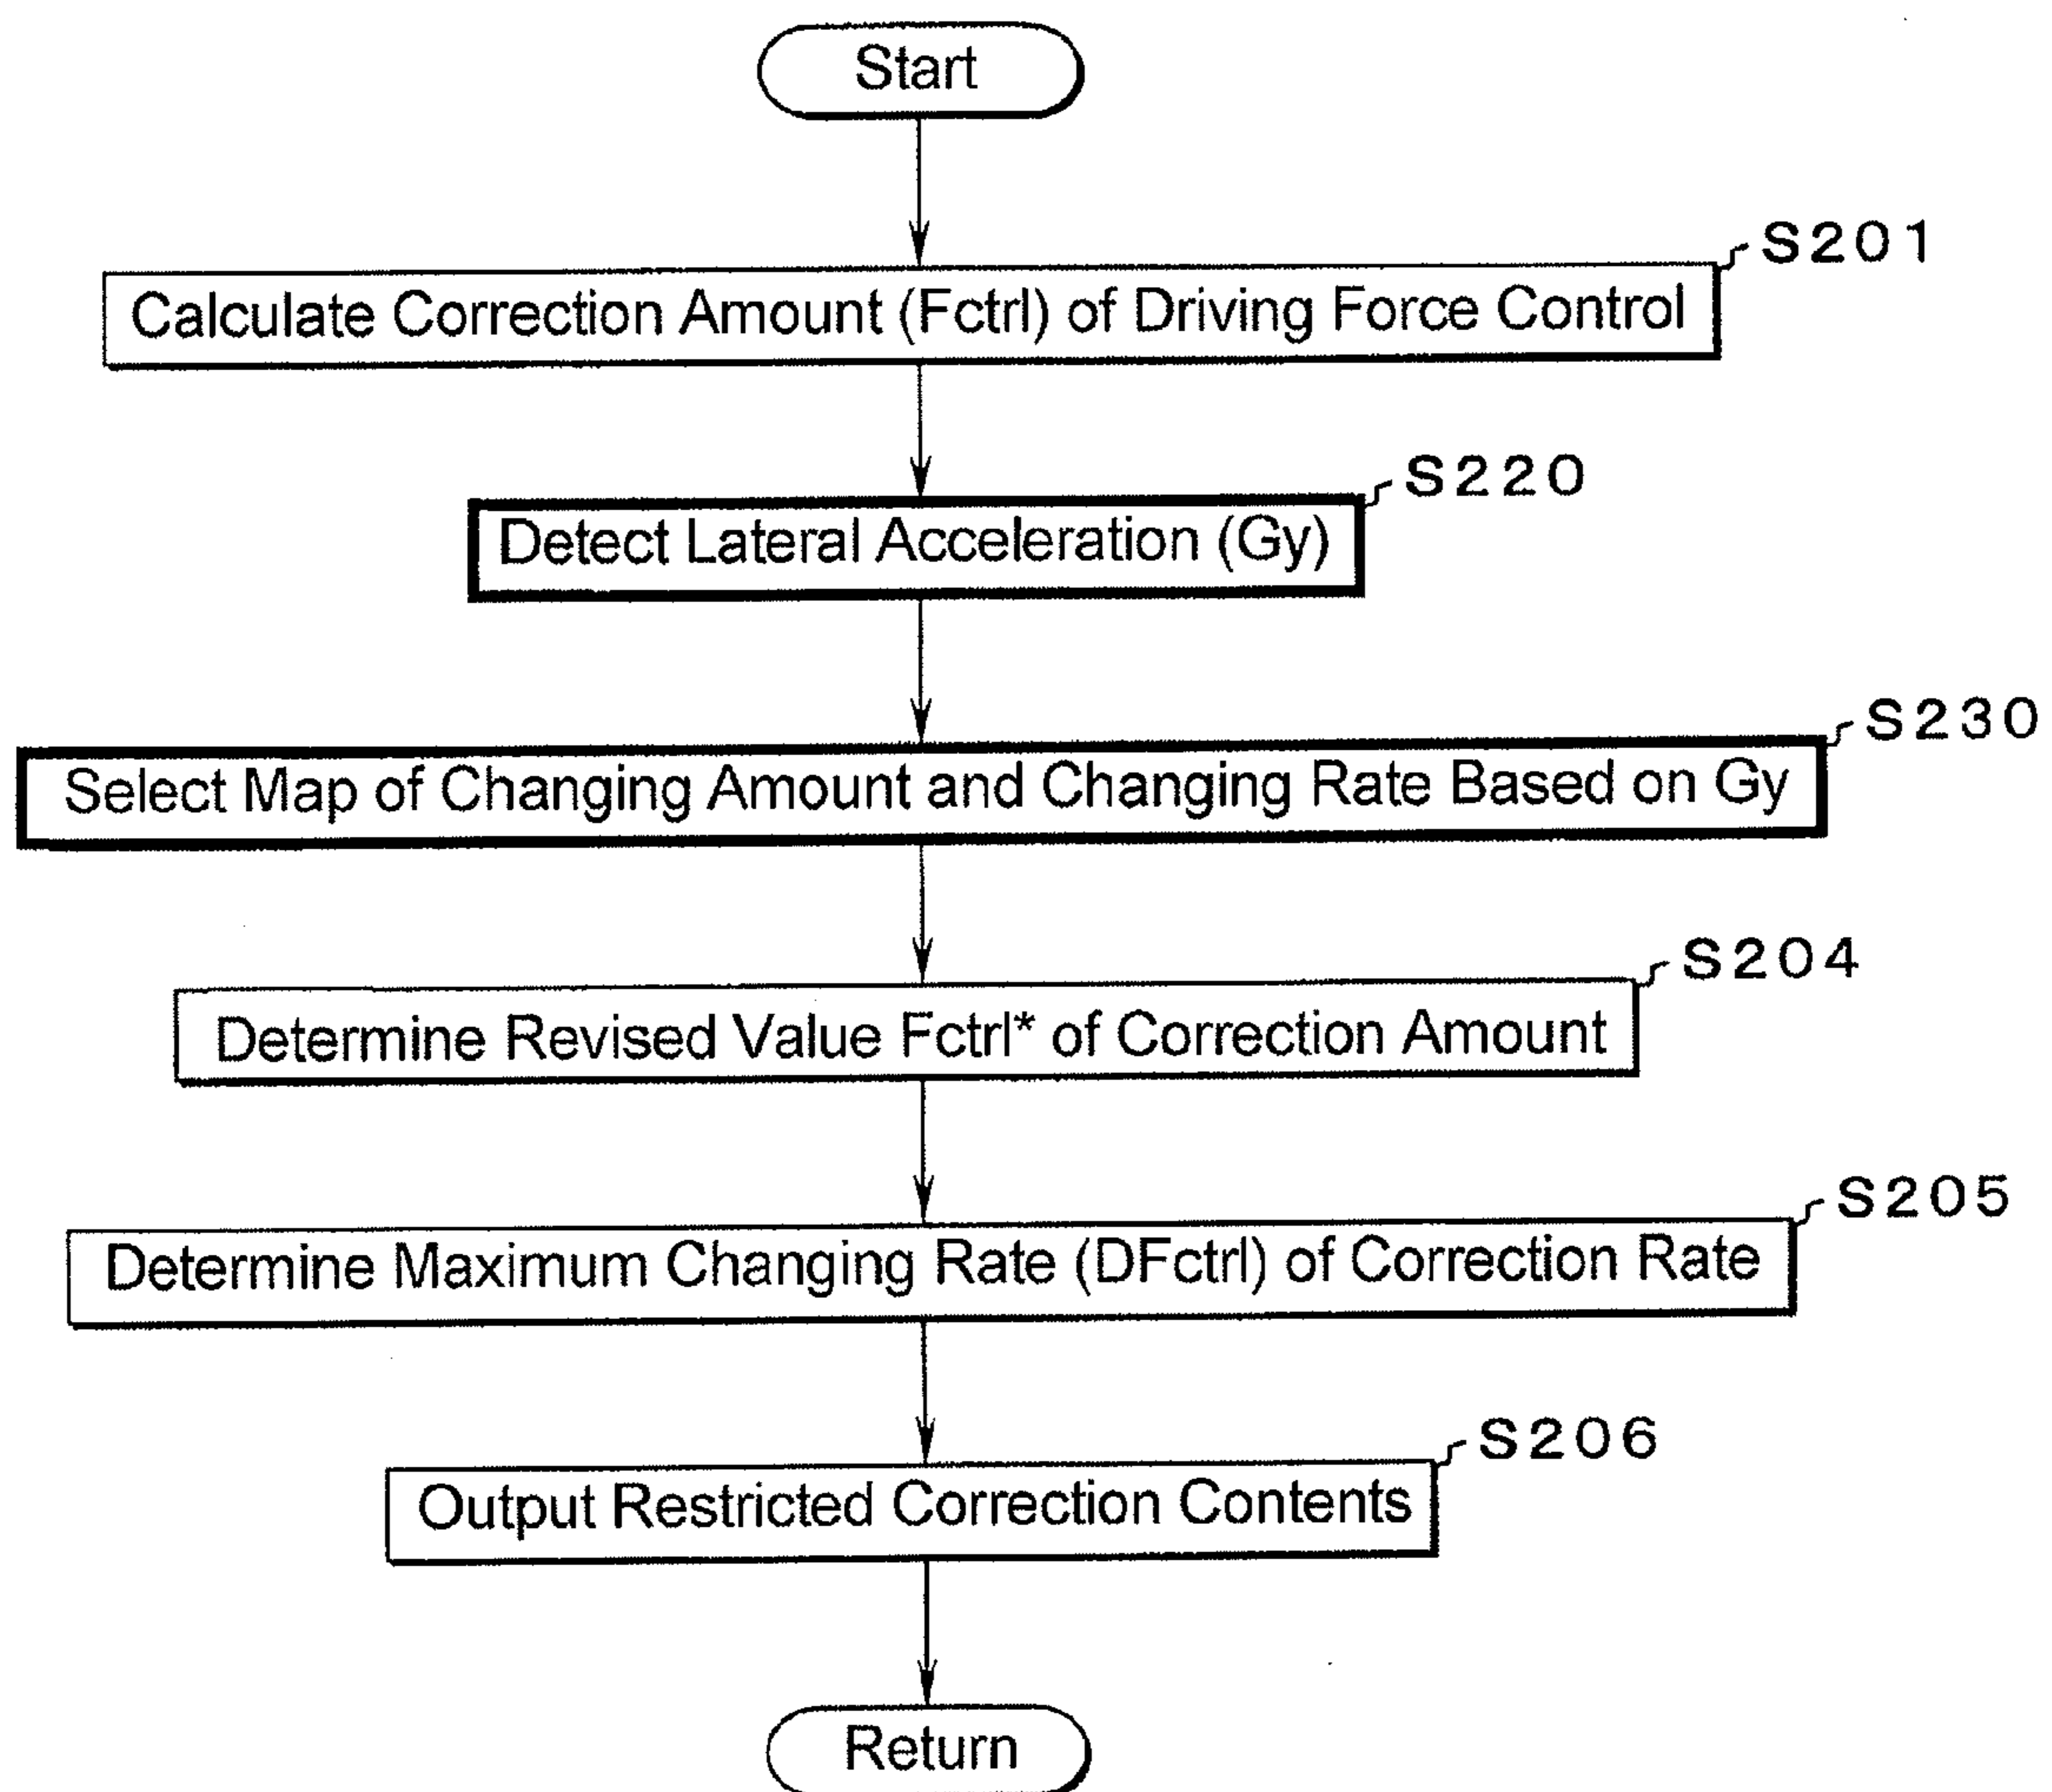 Start
S201
Calculate Correction Amount (Fctrl) of Driving Force Control
S220
Detect Lateral Acceleration (Gy)
S230
Select Map of Changing Amount and Changing Rate Based on Gy
S204
Determine Revised Value Fctrl* of Correction Amount
S205
Determine Maximum Changing Rate (DFctrl) of Correction Rate
S206
Output Restricted Correction Contents
Return